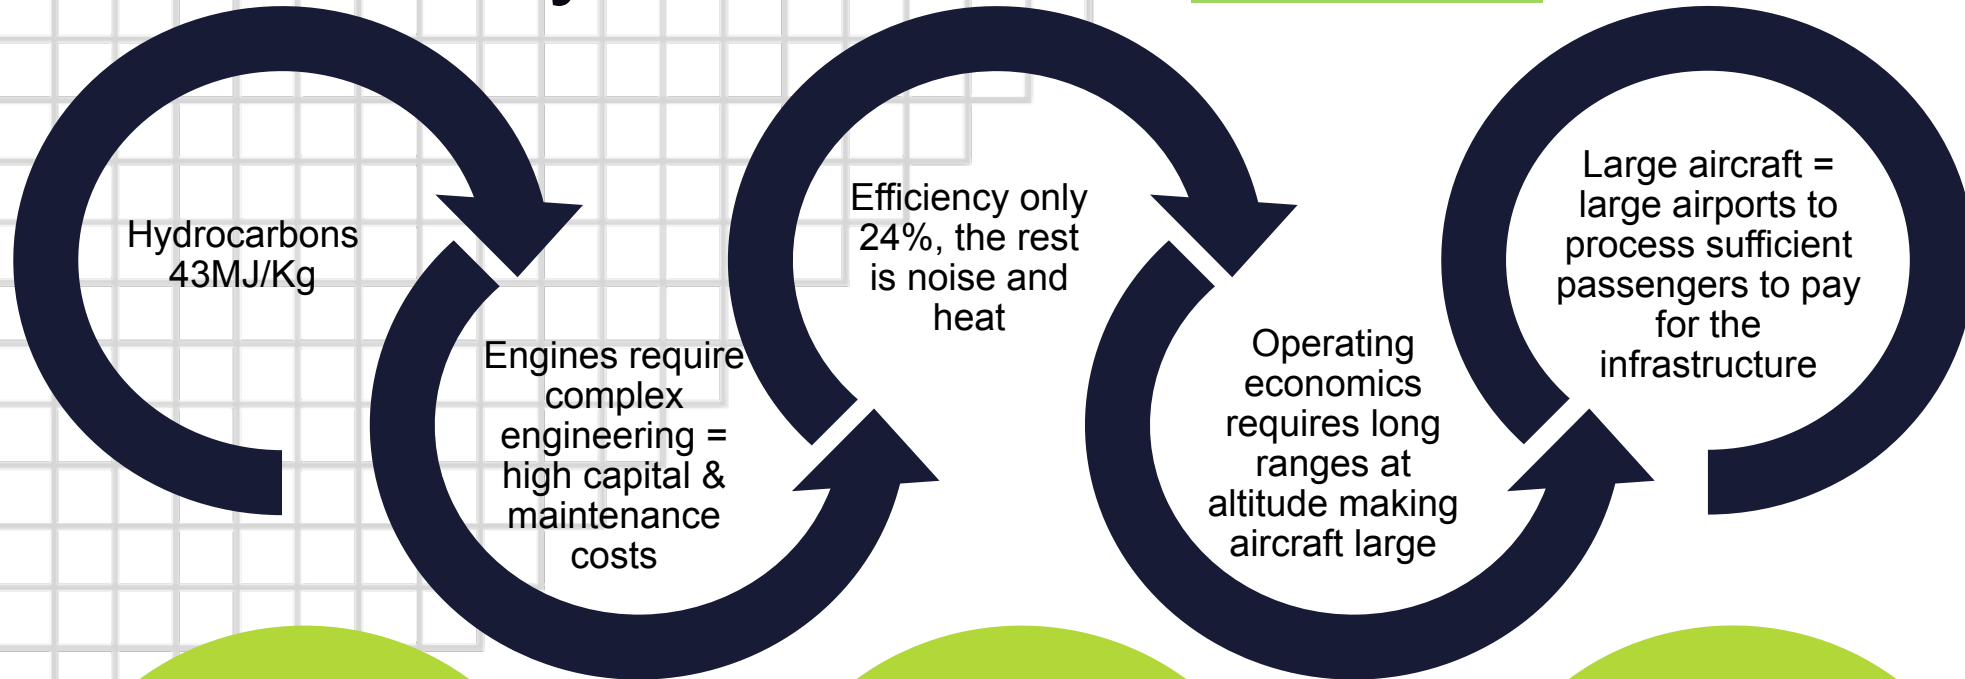 Hydrocarbons
43MJ/Kg
Engines require
complex
engineering =
high capital &
maintenance
costs
Efficiency only
24%, the rest
is noise and
heat
Operating
economics
requires long
ranges at
altitude making
aircraft large
Large aircraft =
large airports to
process sufficient
passengers to pay
for the
infrastructure